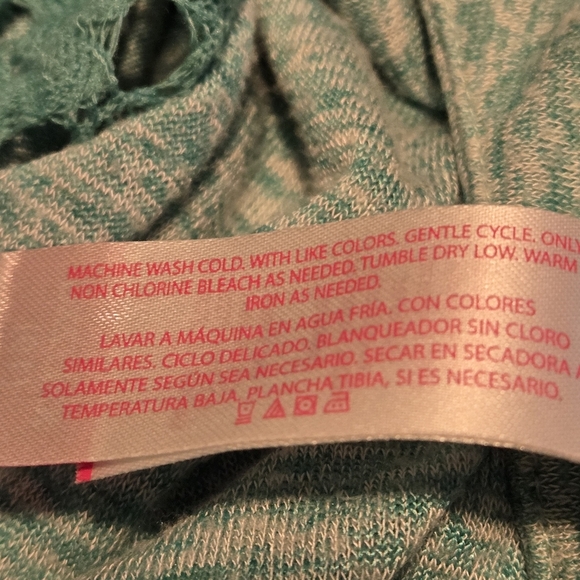 MACHINE WASH COLD. WITH LIKE COLORS. GENTLE CYCLE. ONLY
NON CHLORINE BLEACH AS NEEDED. TUMBLE DRY LOW. WARM
IRON AS NEEDED.
LAVAR A MÁQUINA EN AGUA FRÍA. CON COLORES
SIMILARES. CICLO DELICADO. BLANQUEADOR SIN CLORO
SOLAMENTE SEGÚN SEA NECESARIO. SECAR EN SECADORA A
TEMPERATURA BAJA. PLANCHA TIBIA, SI ES NECESARIO.